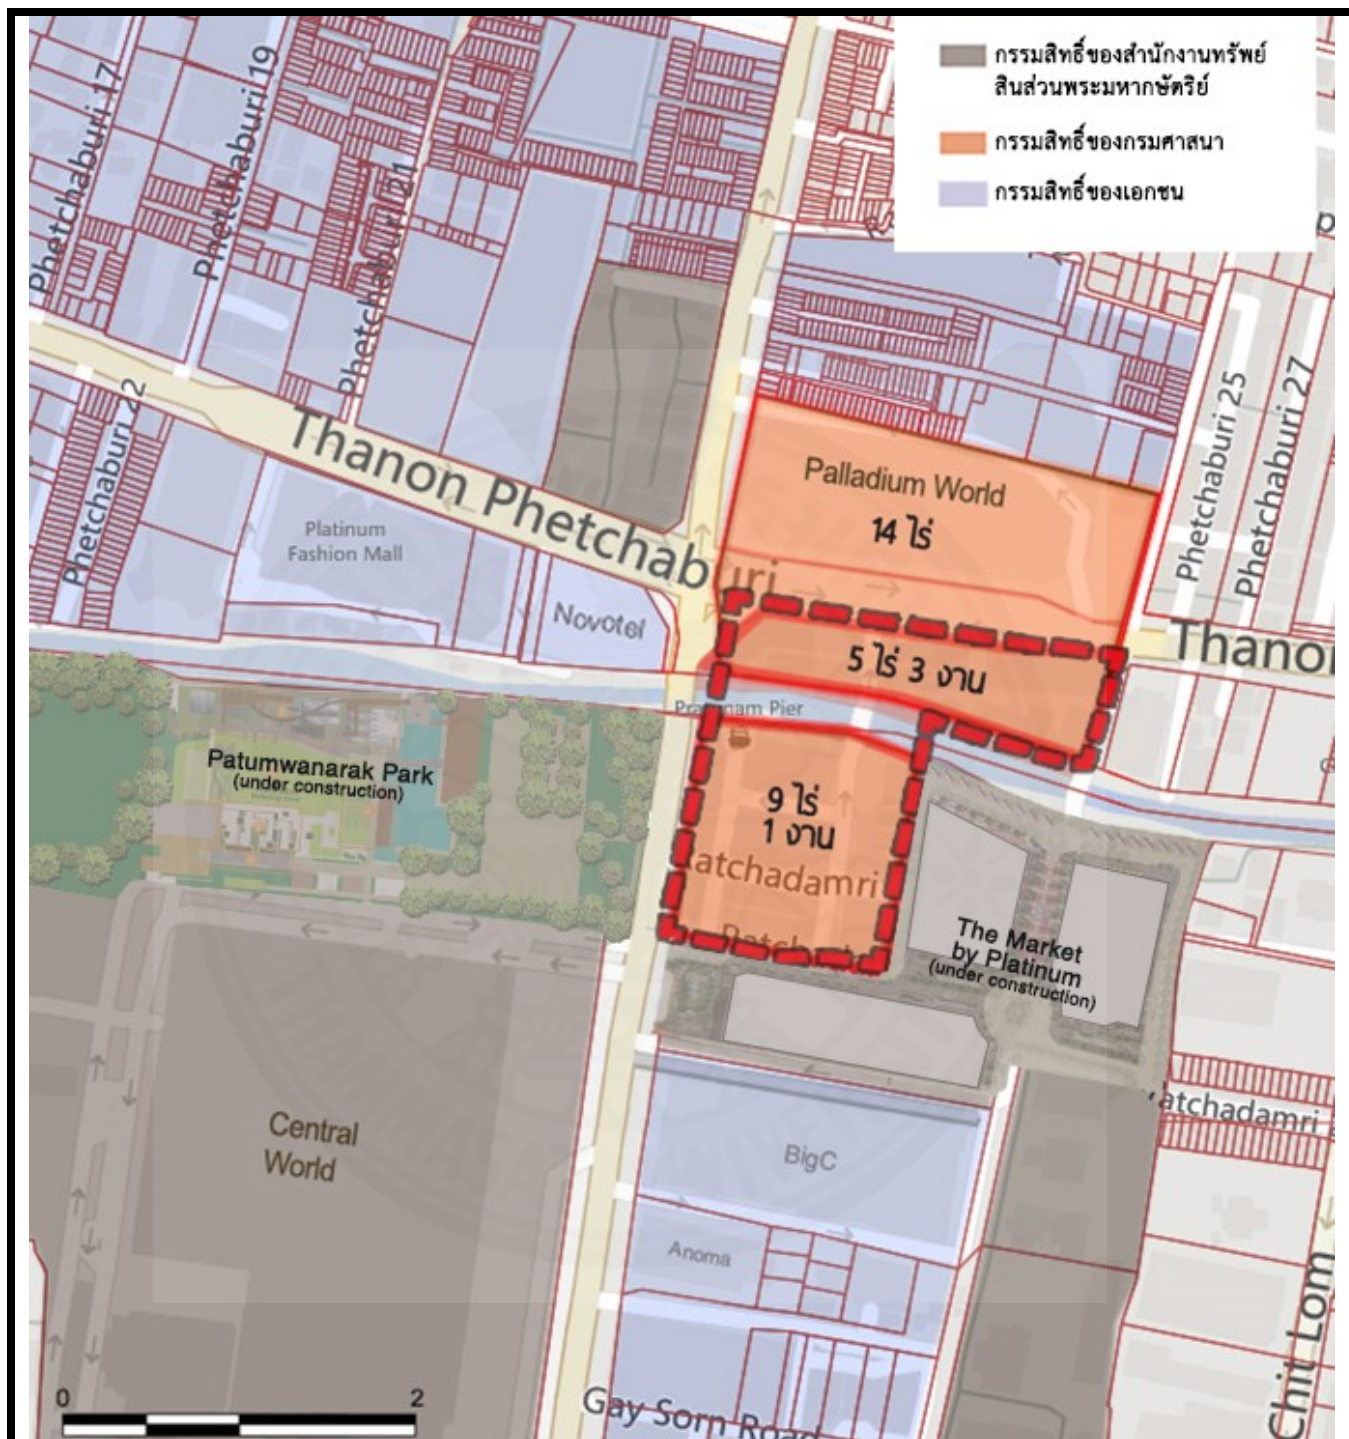 กรรมสิทธิ์ของสำนักงานทรัพย์
สินส่วนพระมหากษัตริย์
กรรมสิทธิ์ของกรมศาสนา
กรรมสิทธิ์ของเอกชน
Phetchaburi 17
Phetchaburi 19
Phetchaburi 21
Phetchaburi 22
Phetchaburi 25
Phetchaburi 27
Thanon Phetchaburi
Palladium World
14 ไร่
Platinum
Fashion Mall
Novotel
5 ไร่ 3 งาน
Thanon
Pratunam Pier
Patumwanarak Park
(under construction)
9 ไร่
1 งาน
Ratchadamri
The Market
by Platinum
(under construction)
Central
World
BigC
Ratchadamri
Anoma
Gay Sorn Road
Chit Lom
0
2